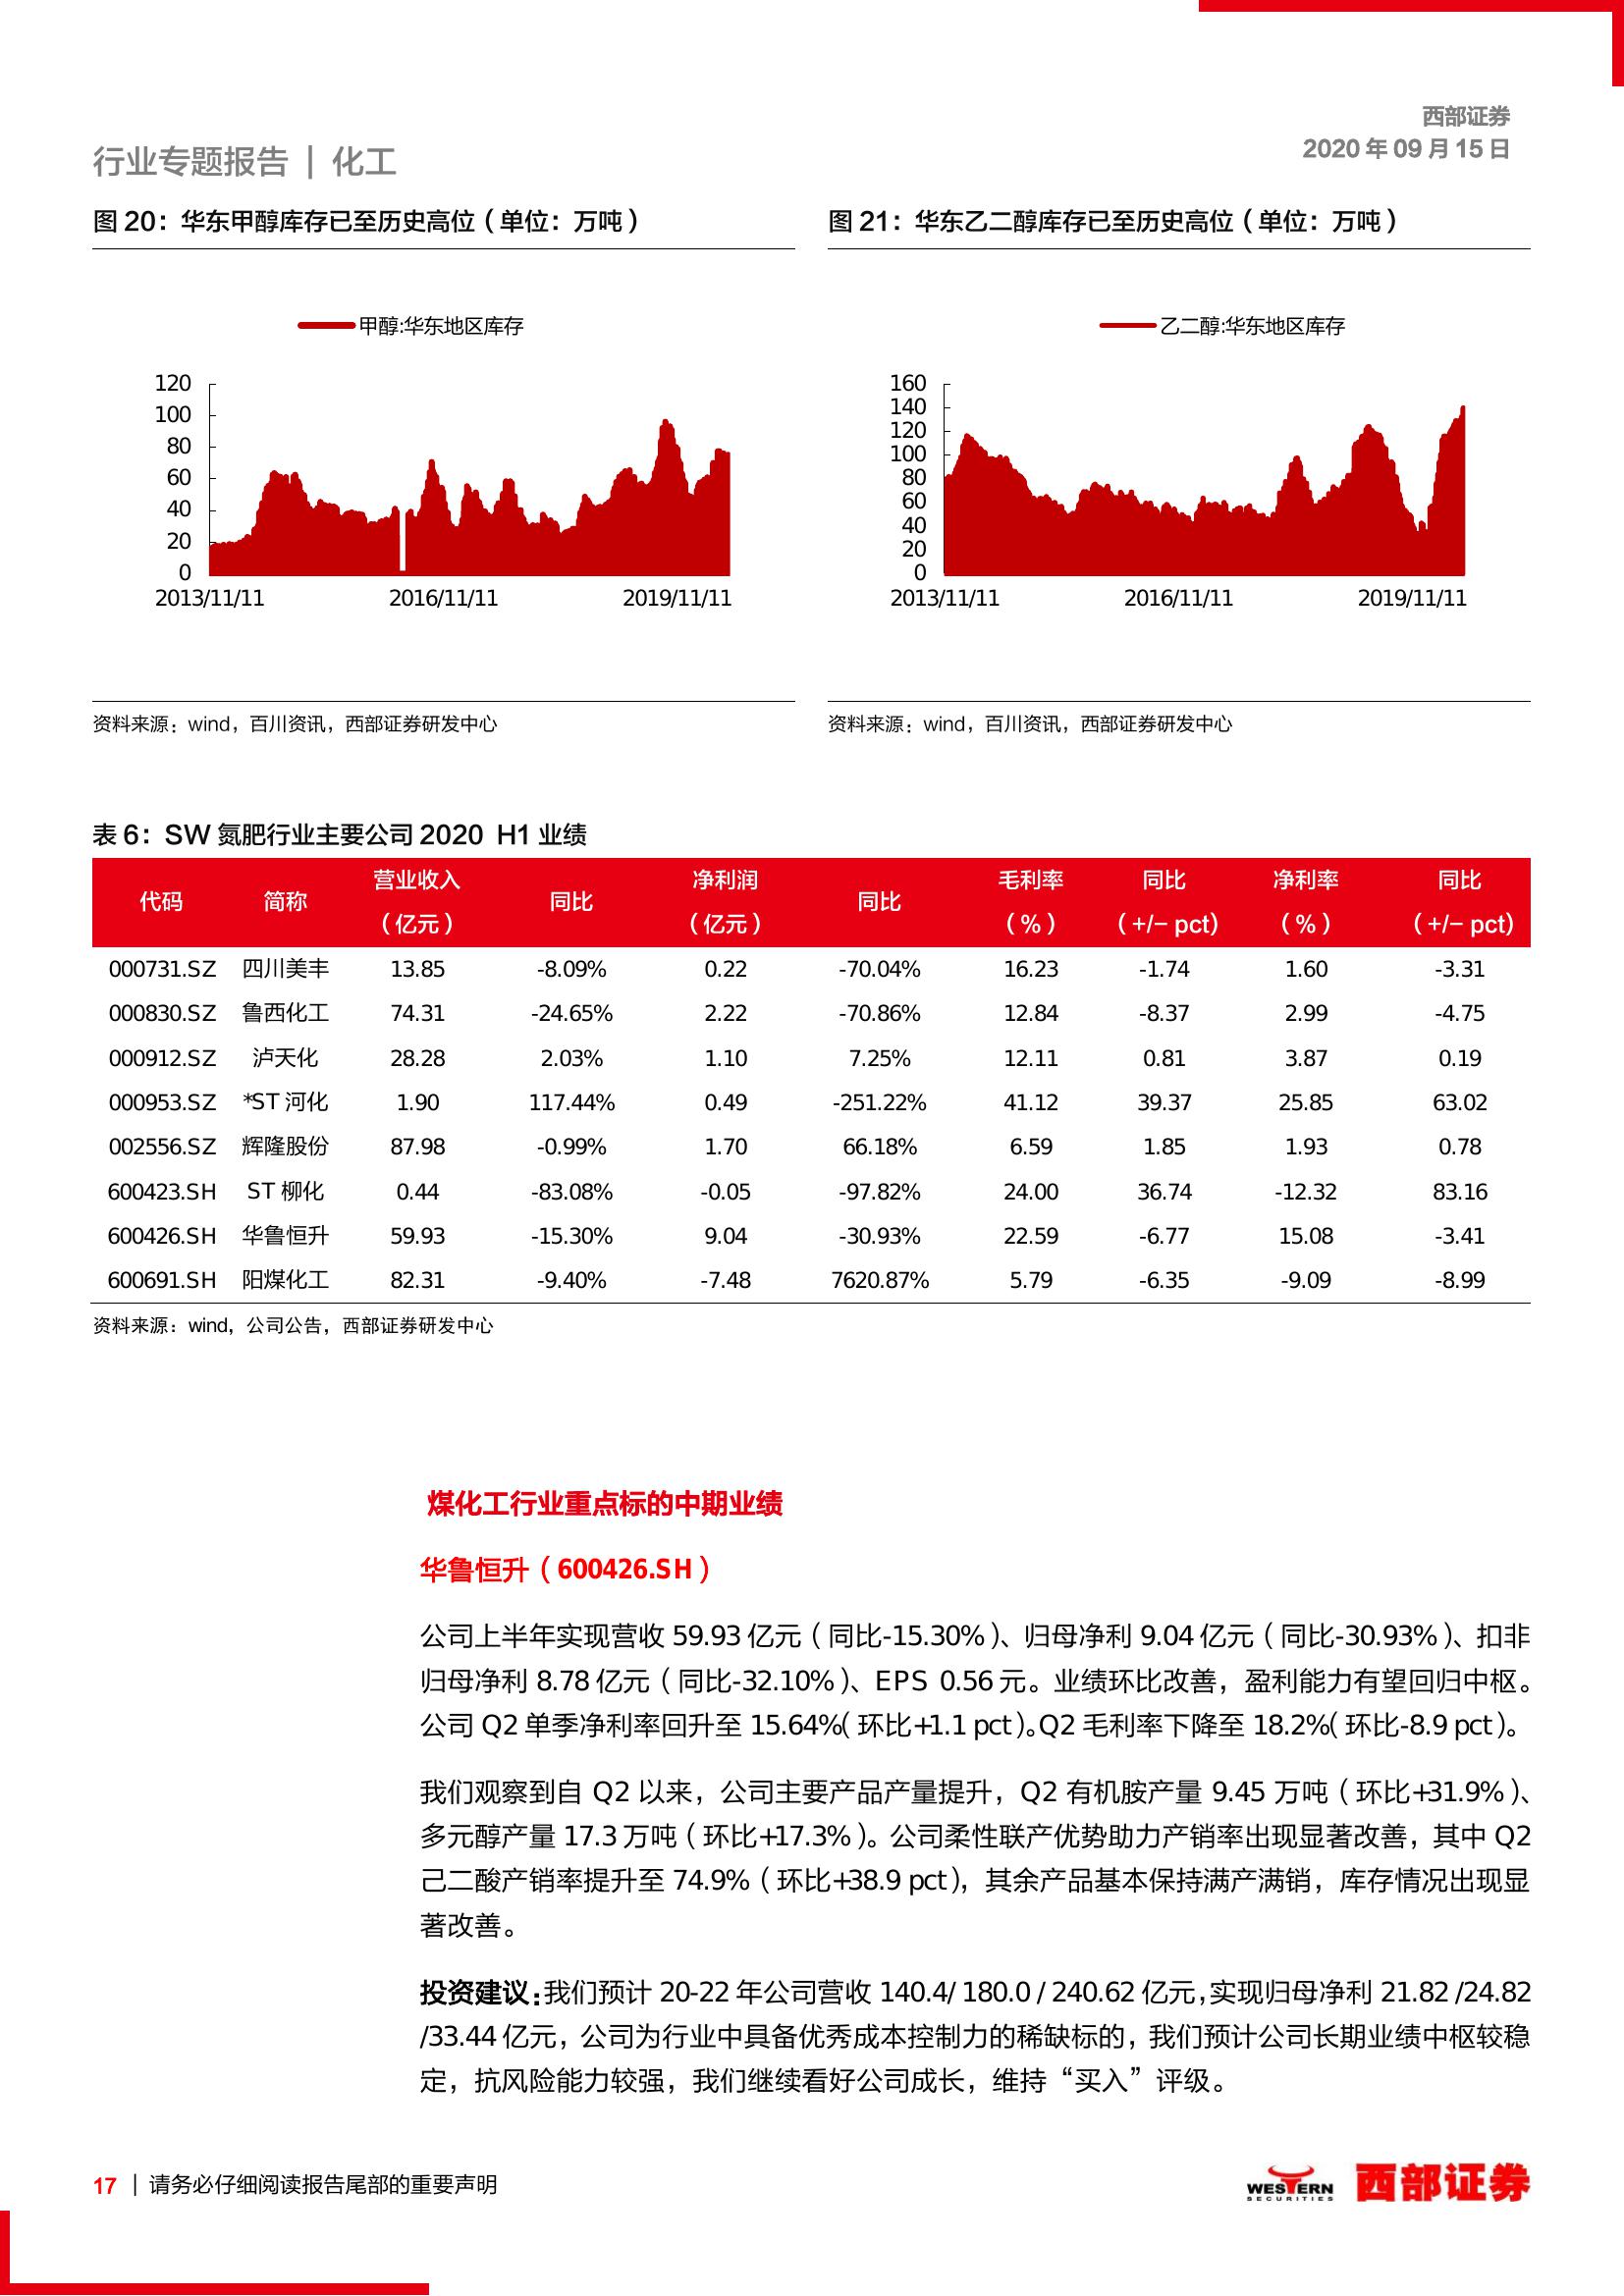 西部证券
2020 年 09 月 15 日
行业专题报告 | 化工
图 20：华东甲醇库存已至历史高位（单位：万吨）
甲醇:华东地区库存
120
100
80
60
40
20
0
2013/11/11 2016/11/11 2019/11/11
资料来源：wind，百川资讯，西部证券研发中心
图 21：华东乙二醇库存已至历史高位（单位：万吨）
乙二醇:华东地区库存
160
140
120
100
80
60
40
20
0
2013/11/11 2016/11/11 2019/11/11
资料来源：wind，百川资讯，西部证券研发中心
表 6：SW 氮肥行业主要公司 2020 H1 业绩
代码 简称 营业收入（亿元） 同比 净利润（亿元） 同比 毛利率（%） 同比（+/− pct) 净利率（%） 同比（+/− pct)
000731.SZ 四川美丰 13.85 -8.09% 0.22 -70.04% 16.23 -1.74 1.60 -3.31
000830.SZ 鲁西化工 74.31 -24.65% 2.22 -70.86% 12.84 -8.37 2.99 -4.75
000912.SZ 泸天化 28.28 2.03% 1.10 7.25% 12.11 0.81 3.87 0.19
000953.SZ *ST 河化 1.90 117.44% 0.49 -251.22% 41.12 39.37 25.85 63.02
002556.SZ 辉隆股份 87.98 -0.99% 1.70 66.18% 6.59 1.85 1.93 0.78
600423.SH ST 柳化 0.44 -83.08% -0.05 -97.82% 24.00 36.74 -12.32 83.16
600426.SH 华鲁恒升 59.93 -15.30% 9.04 -30.93% 22.59 -6.77 15.08 -3.41
600691.SH 阳煤化工 82.31 -9.40% -7.48 7620.87% 5.79 -6.35 -9.09 -8.99
资料来源：wind，公司公告，西部证券研发中心
煤化工行业重点标的中期业绩
华鲁恒升（600426.SH）
公司上半年实现营收 59.93 亿元（同比-15.30%）、归母净利 9.04 亿元（同比-30.93%）、扣非
归母净利 8.78 亿元（同比-32.10%）、EPS 0.56 元。业绩环比改善，盈利能力有望回归中枢。
公司 Q2 单季净利率回升至 15.64%（环比+1.1 pct）。Q2 毛利率下降至 18.2%（环比-8.9 pct）。
我们观察到自 Q2 以来，公司主要产品产量提升，Q2 有机胺产量 9.45 万吨（环比+31.9%）、
多元醇产量 17.3 万吨（环比+17.3%）。公司柔性联产优势助力产销率出现显著改善，其中 Q2
己二酸产销率提升至 74.9%（环比+38.9 pct），其余产品基本保持满产满销，库存情况出现显
著改善。
投资建议：我们预计 20-22 年公司营收 140.4/ 180.0 / 240.62 亿元，实现归母净利 21.82 /24.82
/33.44 亿元，公司为行业中具备优秀成本控制力的稀缺标的，我们预计公司长期业绩中枢较稳
定，抗风险能力较强，我们继续看好公司成长，维持“买入”评级。
17 | 请务必仔细阅读报告尾部的重要声明
WESTERN
SECURITIES
西部证券